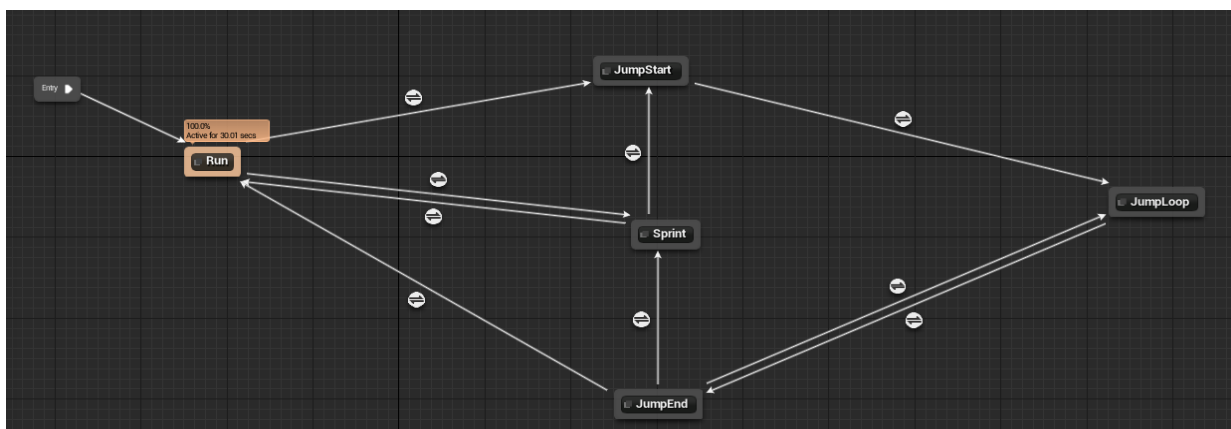 JumpStart
Entry
100.0%
Active for 30.01 secs
Run
JumpLoop
Sprint
JumpEnd